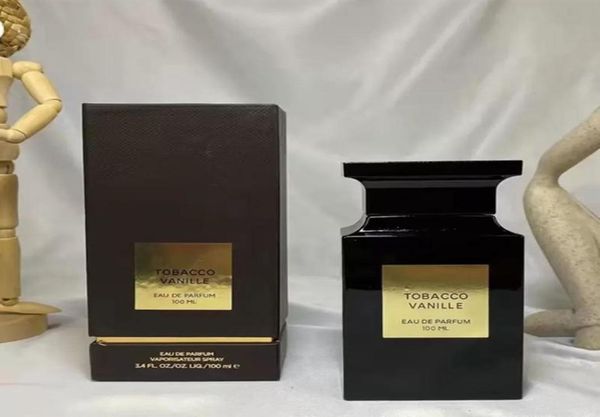 TOBACCO
VANILLE
EAU DE PARFUM
100 ML
EAU DE PARFUM
VAPORISATEUR SPRAY
3.4 FL. OZ./OZ. LIQ./100 ml e
TOBACCO
VANILLE
EAU DE PARFUM
100 ML